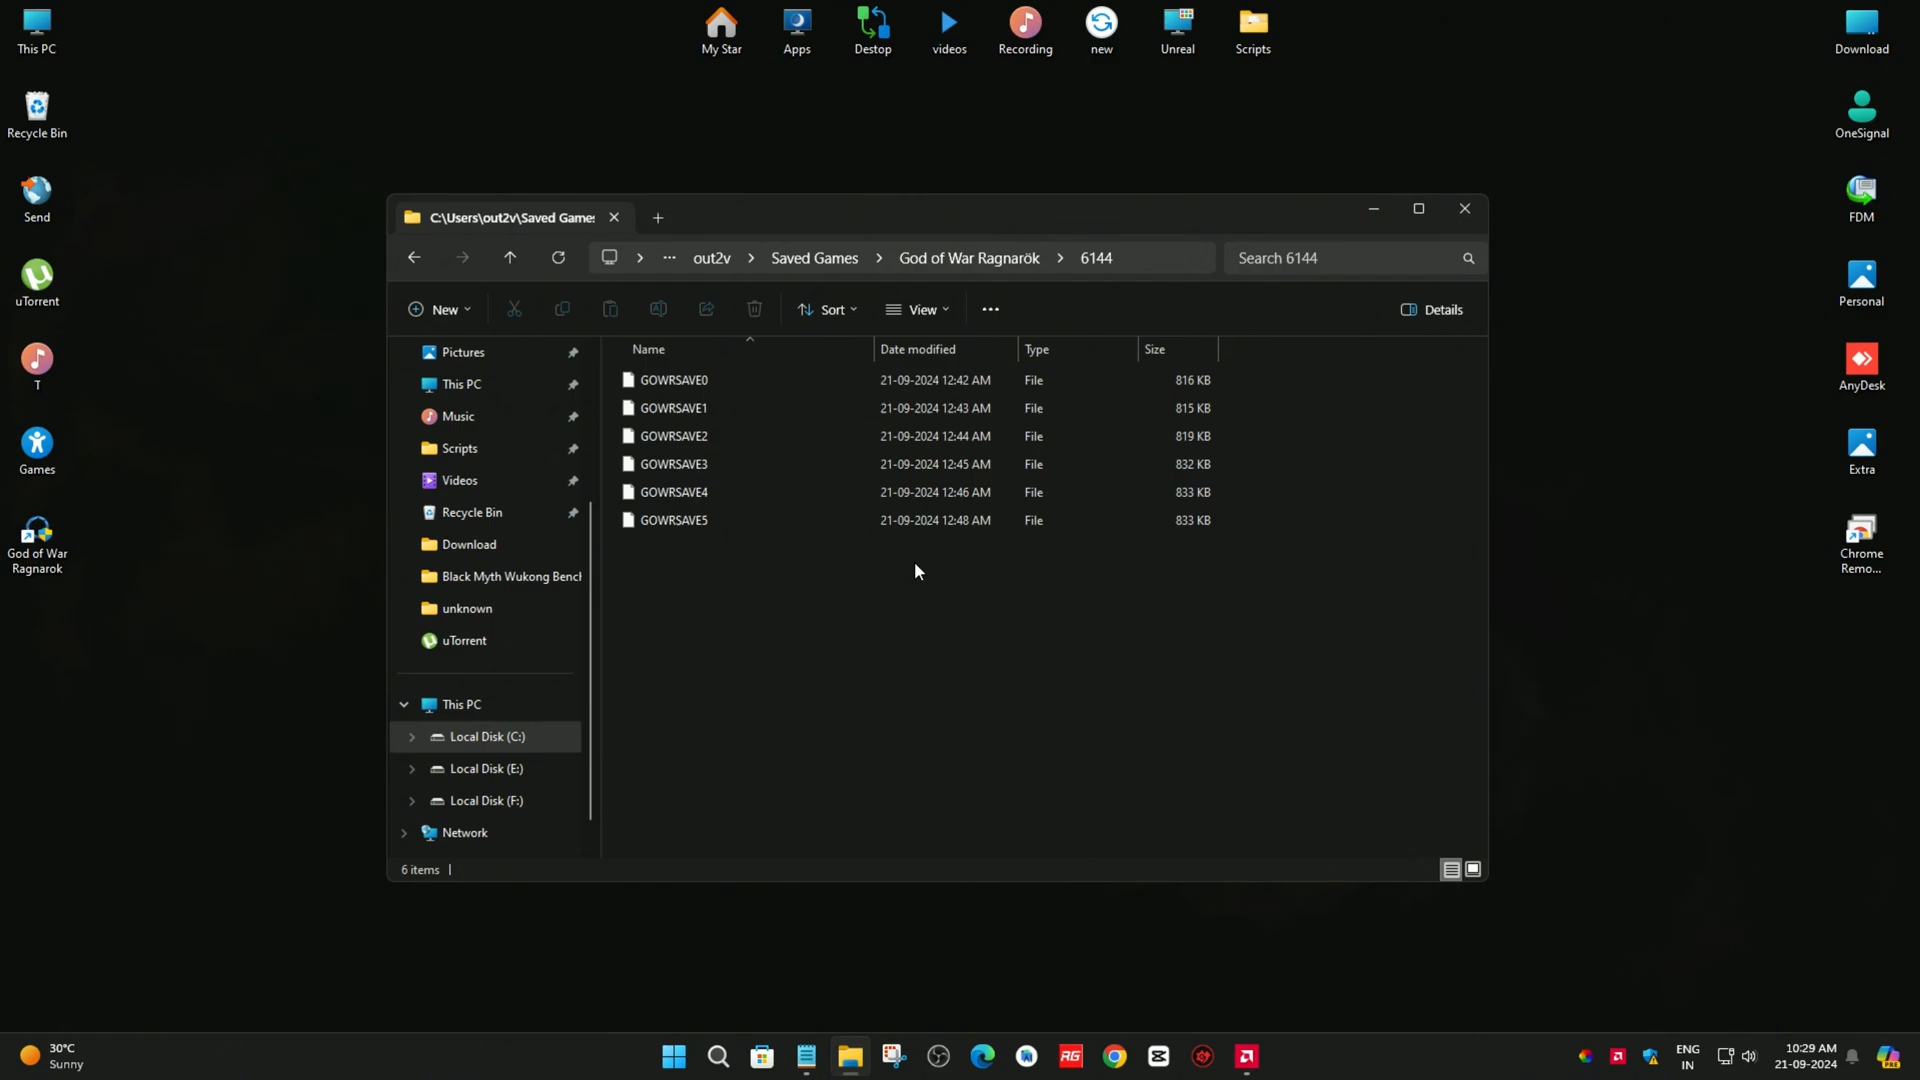 This PC
My Star
Apps
Destop
videos
Recording
new
Unreal
Scripts
Download
Recycle Bin
OneSignal
Send
FDM
uTorrent
Personal
T
AnyDesk
Games
Extra
God of War
Ragnarok
Chrome
Remo...
C:\Users\out2v\Saved Games
... out2v > Saved Games > God of War Ragnarök > 6144
Search 6144
New
Sort
View
...
Details
Pictures
This PC
Music
Scripts
Videos
Recycle Bin
Download
Black Myth Wukong Bench
unknown
uTorrent
This PC
Local Disk (C:)
Local Disk (E:)
Local Disk (F:)
Network
Name Date modified Type Size
GOWRSAVE0 21-09-2024 12:42 AM File 816 KB
GOWRSAVE1 21-09-2024 12:43 AM File 815 KB
GOWRSAVE2 21-09-2024 12:44 AM File 819 KB
GOWRSAVE3 21-09-2024 12:45 AM File 832 KB
GOWRSAVE4 21-09-2024 12:46 AM File 833 KB
GOWRSAVE5 21-09-2024 12:48 AM File 833 KB
6 items
30°C
Sunny
RG
ENG
IN
10:29 AM
21-09-2024
PRE